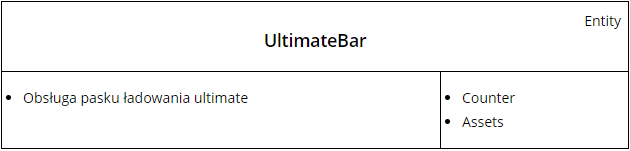 Entity
UltimateBar
• Obsługa pasku ładowania ultimate
• Counter
• Assets